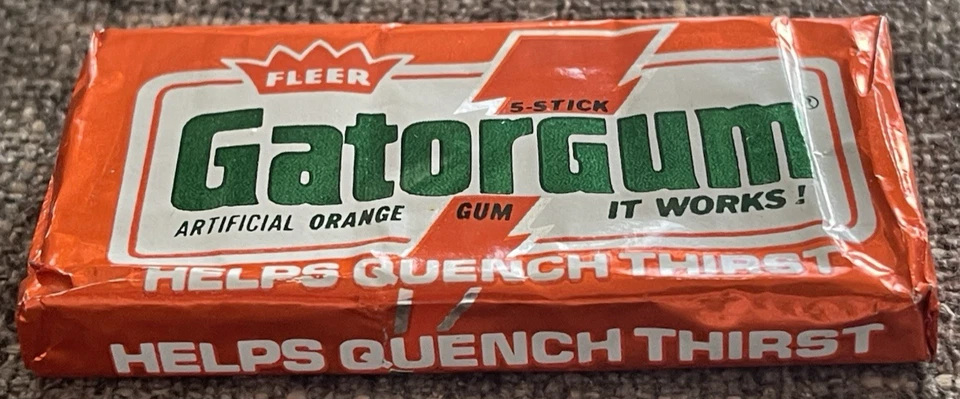 FLEER
5-STICK
GatorGum®
ARTIFICIAL ORANGE GUM IT WORKS!
HELPS QUENCH THIRST
HELPS QUENCH THIRST